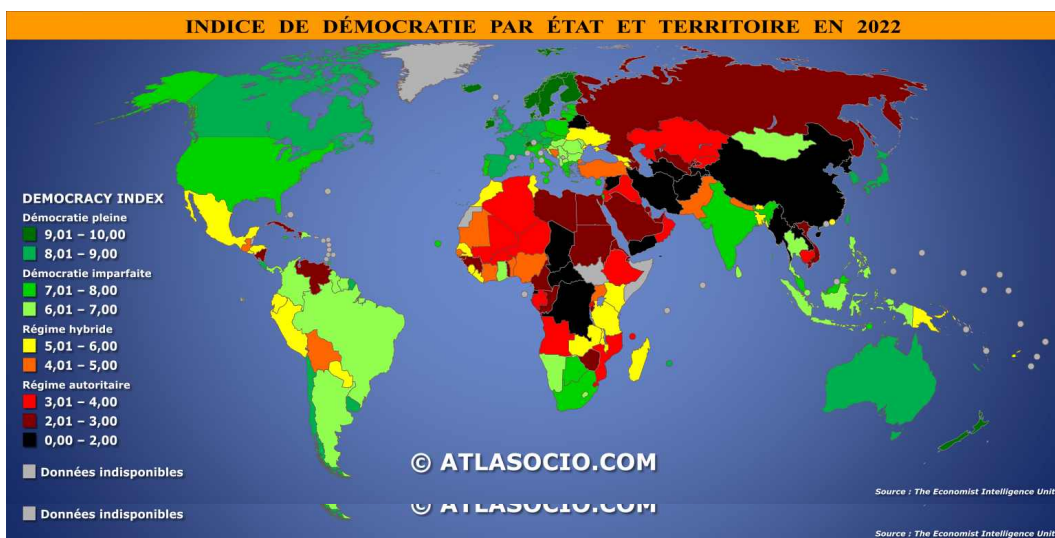 INDICE DE DÉMOCRATIE PAR ÉTAT ET TERRITOIRE EN 2022
DEMOCRACY INDEX
Démocratie pleine
9,01 – 10,00
8,01 – 9,00
Démocratie imparfaite
7,01 – 8,00
6,01 – 7,00
Régime hybride
5,01 – 6,00
4,01 – 5,00
Régime autoritaire
3,01 – 4,00
2,01 – 3,00
0,00 – 2,00
Données indisponibles
© ATLASOCIO.COM
Source : The Economist Intelligence Unit
© ATLASOCIO.COM
Données indisponibles
Source : The Economist Intelligence Unit